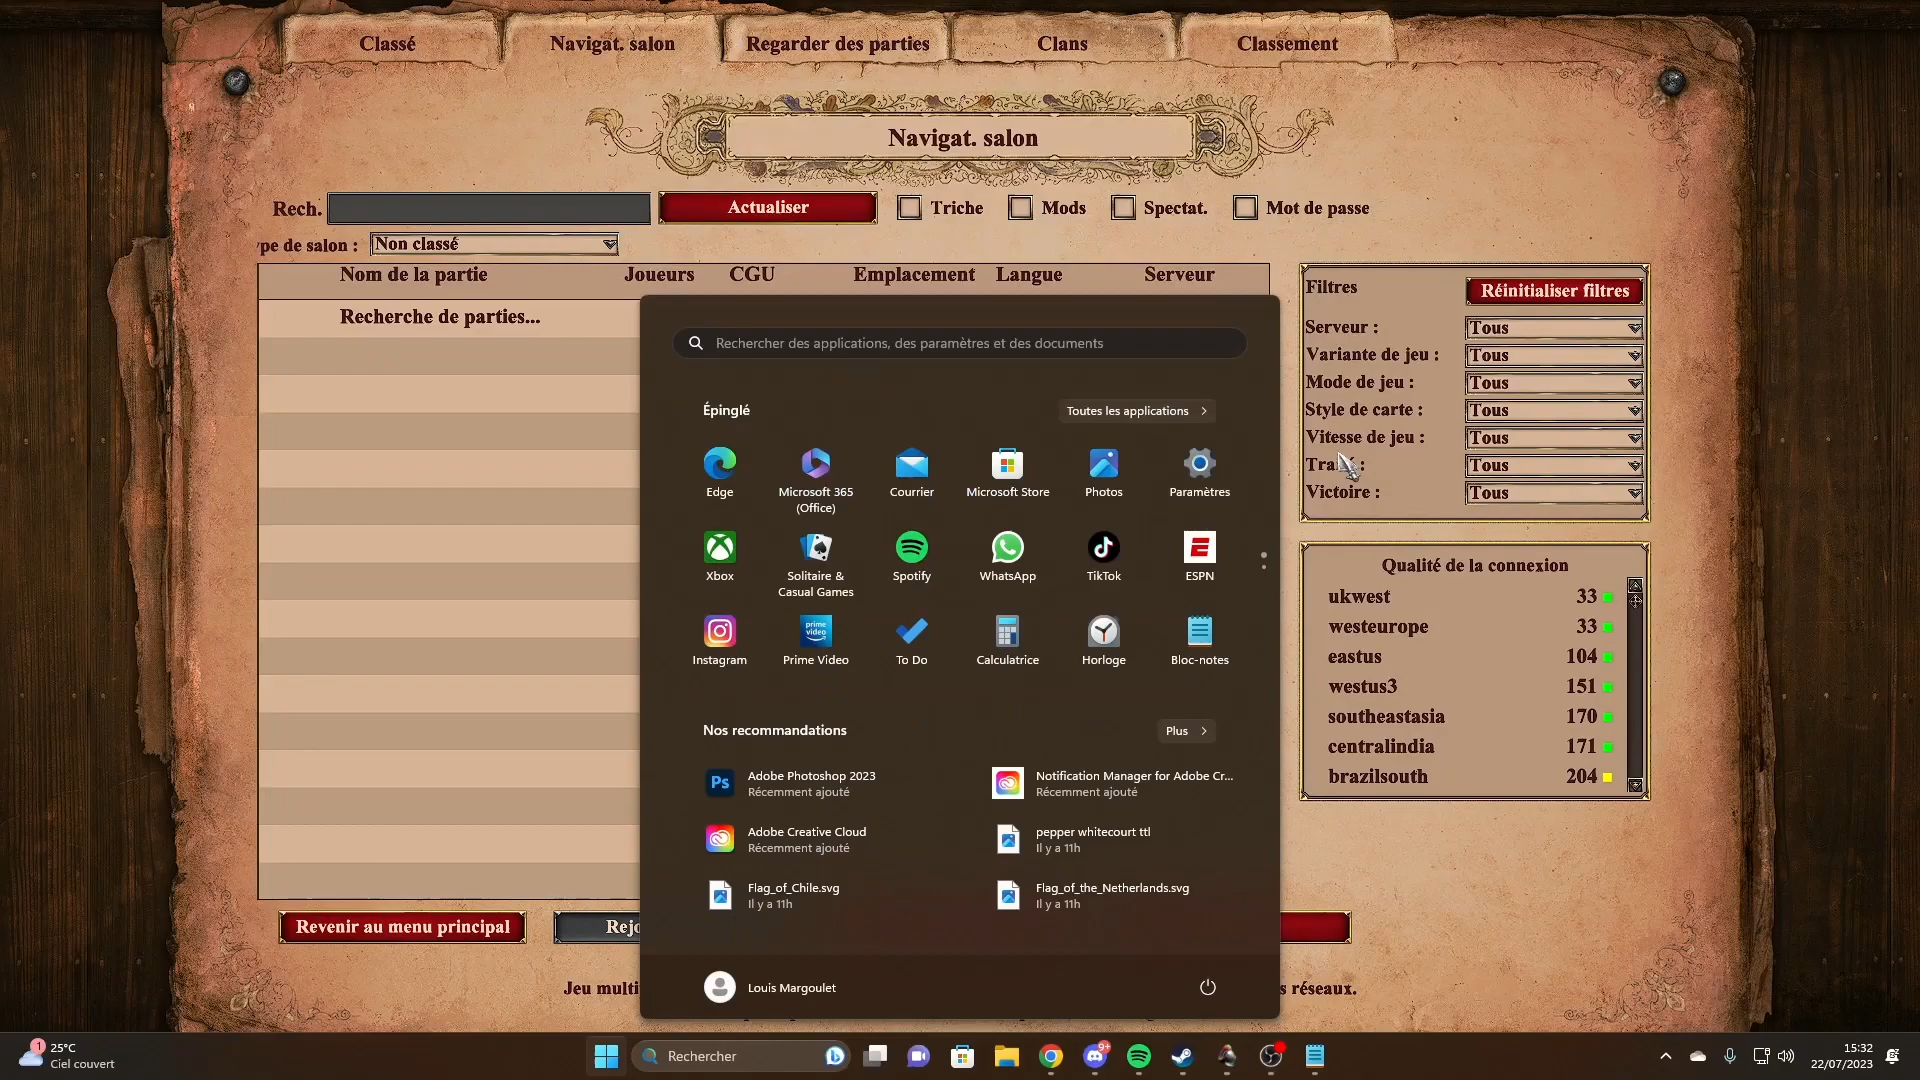 Classé
Navigat. salon
Regarder des parties
Clans
Classement
Navigat. salon
Rech.
Actualiser
Triche
Mods
Spectat.
Mot de passe
pe de salon :
Non classé
Nom de la partie
Joueurs
CGU
Emplacement
Langue
Serveur
Recherche de parties...
Filtres
Réinitialiser filtres
Serveur :
Tous
Variante de jeu :
Tous
Mode de jeu :
Tous
Style de carte :
Tous
Vitesse de jeu :
Tous
Tous
Victoire :
Tous
Qualité de la connexion
ukwest 33
westeurope 33
eastus 104
westus3 151
southeastasia 170
centralindia 171
brazilsouth 204
Rechercher des applications, des paramètres et des documents
Épinglé
Toutes les applications
Edge
Microsoft 365
(Office)
Courrier
Microsoft Store
Photos
Paramètres
Xbox
Solitaire &
Casual Games
Spotify
WhatsApp
TikTok
ESPN
Instagram
prime
video
Prime Video
To Do
Calculatrice
Horloge
Bloc-notes
Nos recommandations
Plus
Ps
Adobe Photoshop 2023
Récemment ajouté
Notification Manager for Adobe Cr...
Récemment ajouté
Adobe Creative Cloud
Récemment ajouté
pepper whitecourt ttl
Il y a 11h
Flag_of_Chile.svg
Il y a 11h
Flag_of_the_Netherlands.svg
Il y a 11h
Revenir au menu principal
Rejo
Louis Margoulet
Jeu multi
s réseaux.
1
25°C
Ciel couvert
Rechercher
9+
15:32
22/07/2023